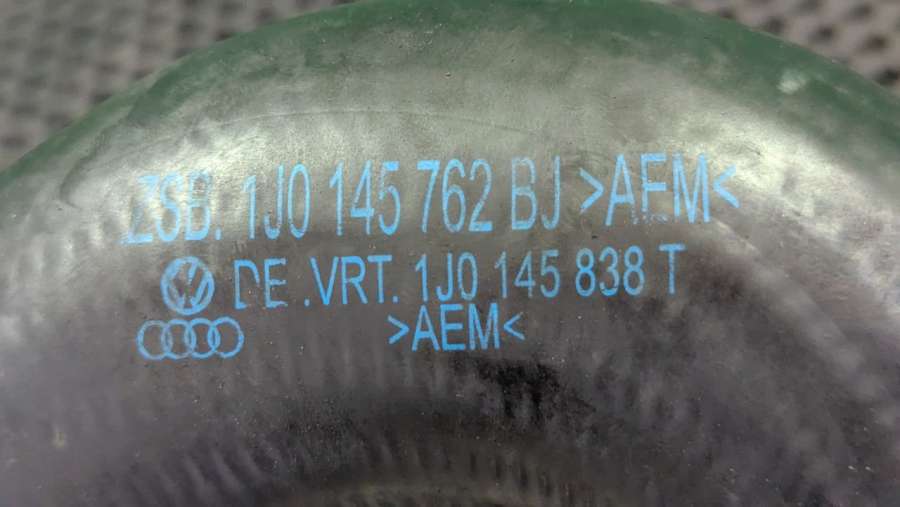 ZSB. 1J0 145 762 BJ >AEM<
DE .VRT. 1J0 145 838 T
>AEM<